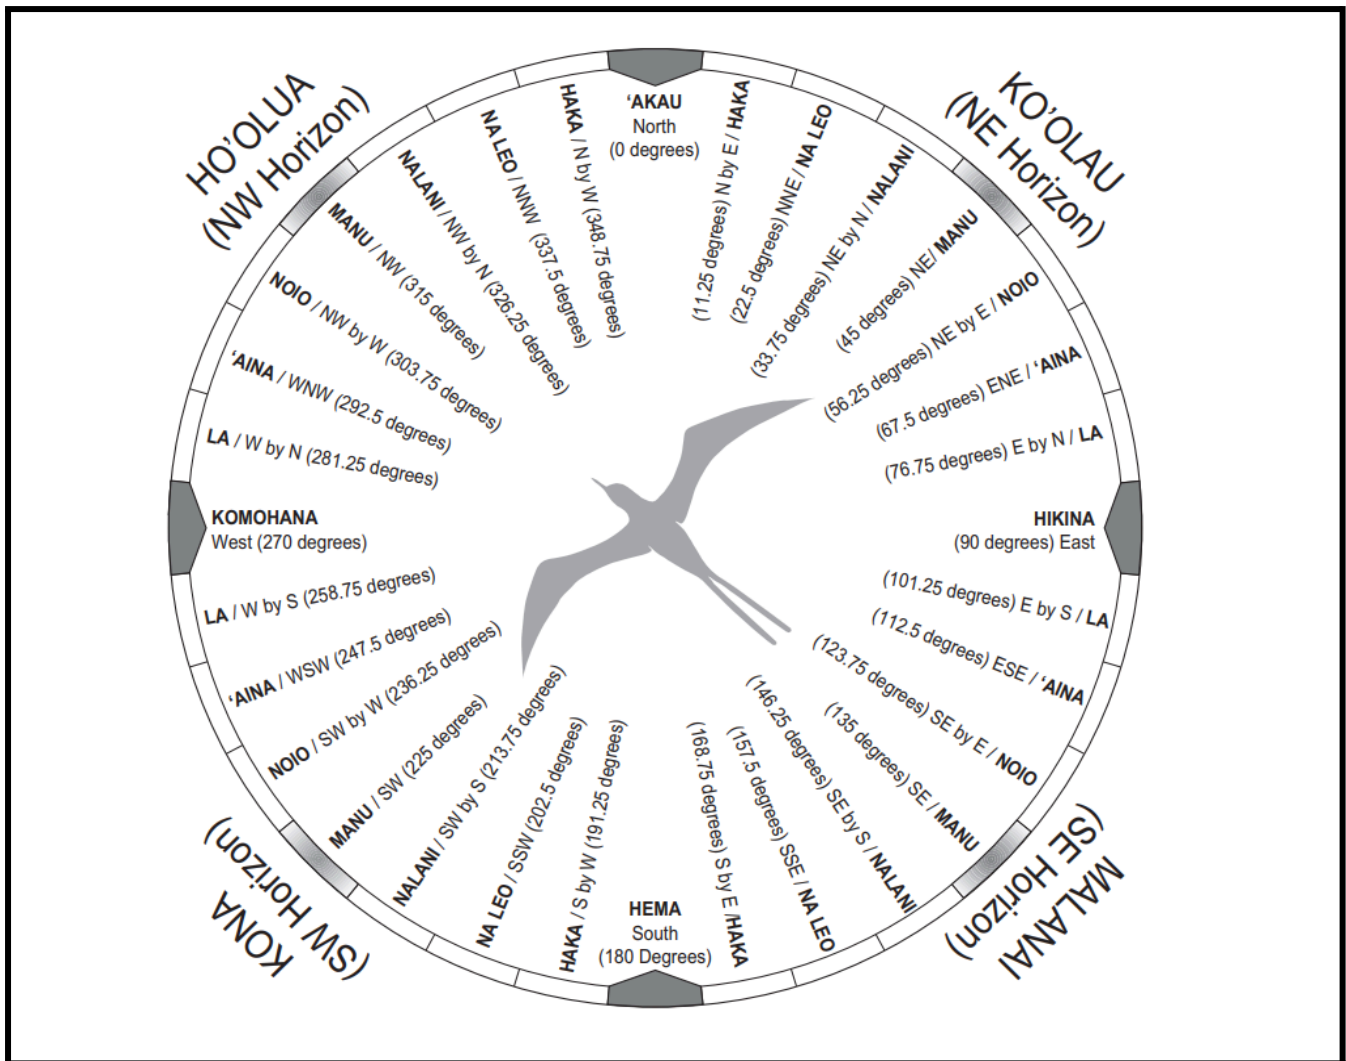 HO'OLUA
(NW Horizon)
KO'OLAU
(NE Horizon)
‘AKAU
North
(0 degrees)
(11.25 degrees) N by E / HAKA
(22.5 degrees) NNE / NA LEO
(33.75 degrees) NE by N / NALANI
(45 degrees) NE/ MANU
(56.25 degrees) NE by E / NOIO
(67.5 degrees) ENE / ‘AINA
(76.75 degrees) E by N / LA
HIKINA
(90 degrees) East
(101.25 degrees) E by S / LA
(112.5 degrees) ESE / ‘AINA
(123.75 degrees) SE by E / NOIO
(135 degrees) SE / MANU
(146.25 degrees) SE by S / NALANI
(157.5 degrees) SSE / NA LEO
(168.75 degrees) S by E /HAKA
HEMA
South
(180 Degrees)
HAKA / S by W (191.25 degrees)
NA LEO / SSW (202.5 degrees)
NALANI / SW by S (213.75 degrees)
MANU / SW (225 degrees)
NOIO / SW by W (236.25 degrees)
‘AINA / WSW (247.5 degrees)
LA / W by S (258.75 degrees)
KOMOHANA
West (270 degrees)
LA / W by N (281.25 degrees)
‘AINA / WNW (292.5 degrees)
NOIO / NW by W (303.75 degrees)
MANU / NW (315 degrees)
NALANI / NW by N (326.25 degrees)
NA LEO / NNW (337.5 degrees)
HAKA / N by W (348.75 degrees)
MALANAI
(SE Horizon)
KONA
(SW Horizon)